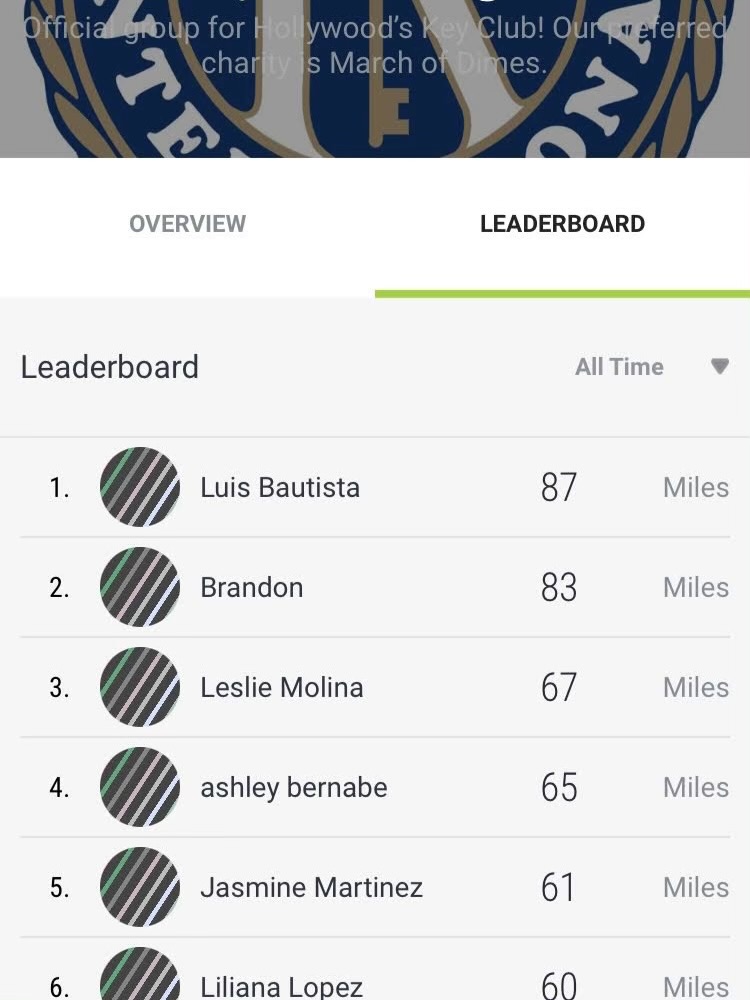 Official group for Hollywood's Key Club! Our preferred
charity is March of Dimes.
OVERVIEW
LEADERBOARD
Leaderboard
All Time
1. Luis Bautista 87 Miles
2. Brandon 83 Miles
3. Leslie Molina 67 Miles
4. ashley bernabe 65 Miles
5. Jasmine Martinez 61 Miles
6. Liliana Lopez 60 Miles